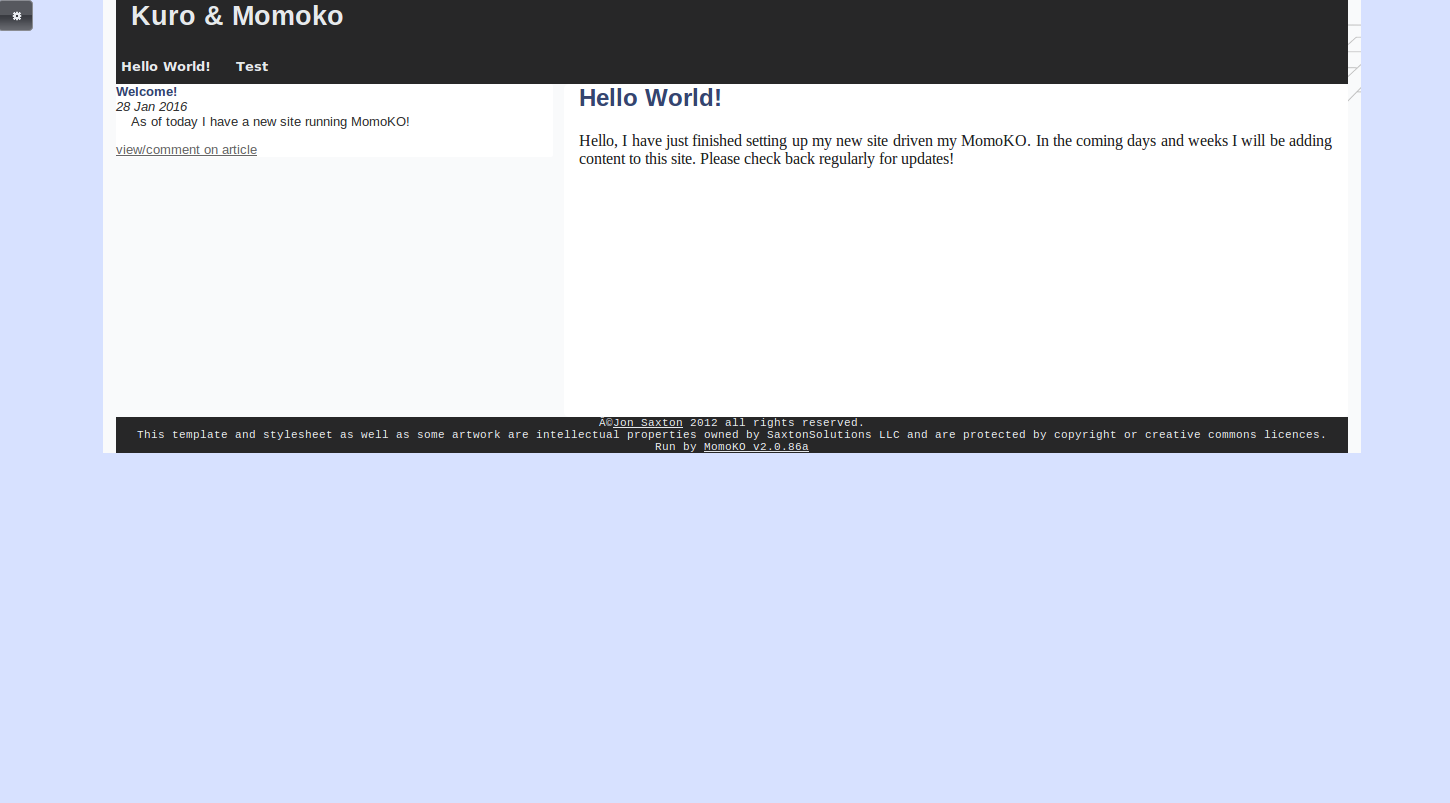 Kuro & Momoko
Hello World! Test
Welcome!
28 Jan 2016
As of today I have a new site running MomoKO!
view/comment on article
Hello World!
Hello, I have just finished setting up my new site driven my MomoKO. In the coming days and weeks I will be adding
content to this site. Please check back regularly for updates!
Â©Jon Saxton 2012 all rights reserved.
This template and stylesheet as well as some artwork are intellectual properties owned by SaxtonSolutions LLC and are protected by copyright or creative commons licences.
Run by MomoKO v2.0.86a